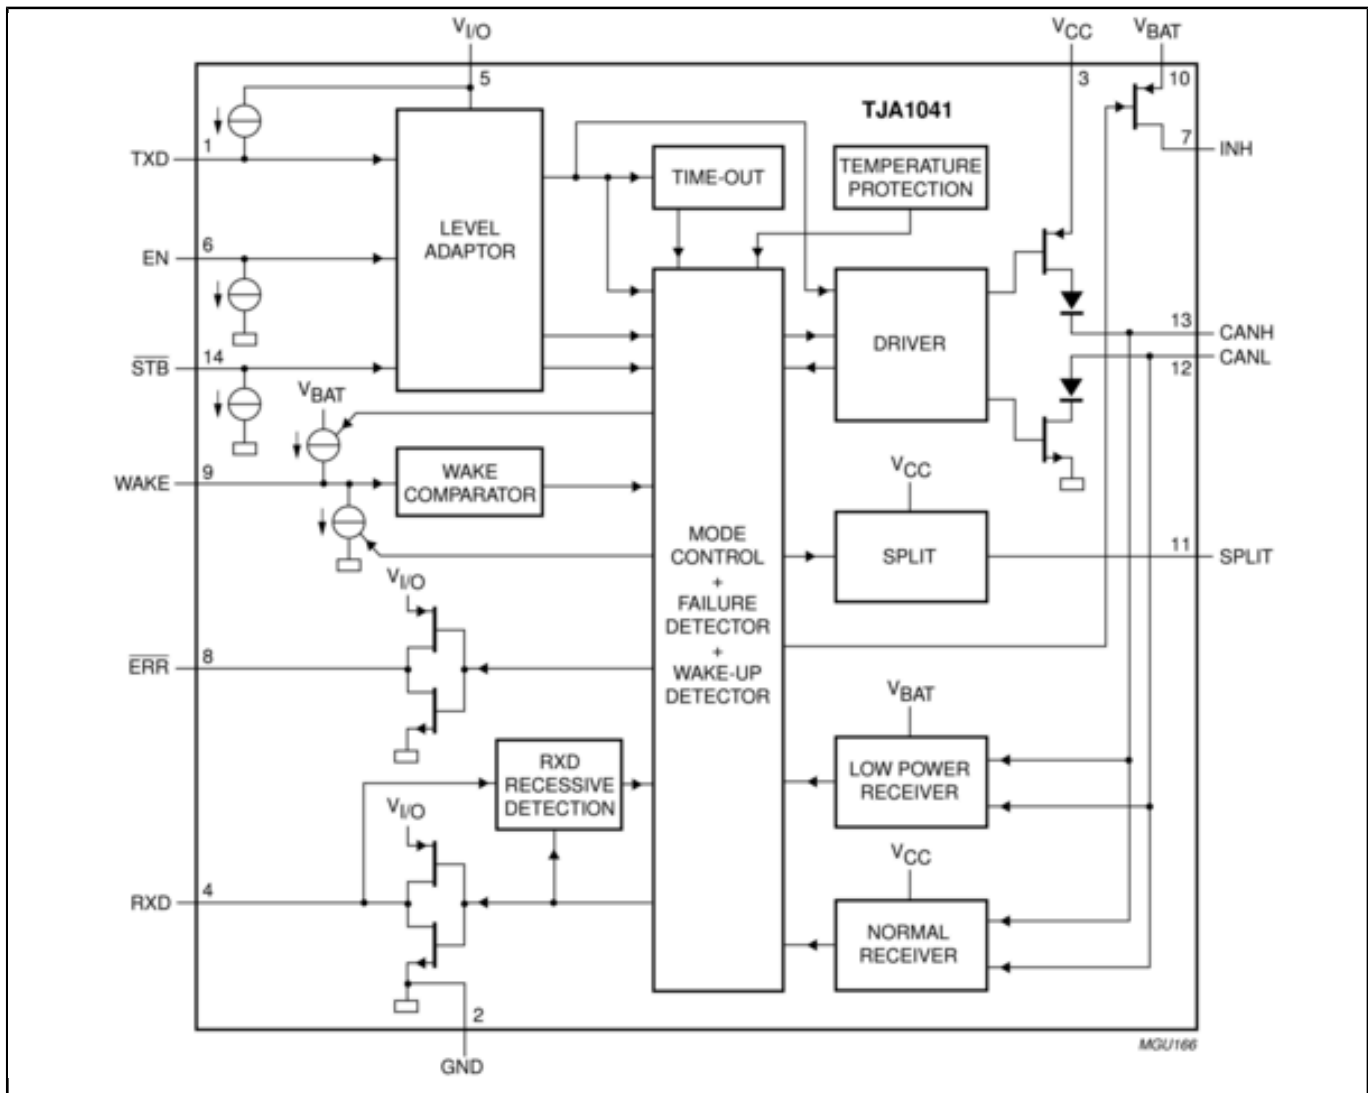 VI/O
VCC
VBAT
5
3
10
TJA1041
1
TXD
7
INH
TIME-OUT
TEMPERATURE
PROTECTION
LEVEL
ADAPTOR
6
EN
13
CANH
DRIVER
14
STB
CANL
12
VBAT
9
WAKE
WAKE
COMPARATOR
VCC
MODE
CONTROL
+
FAILURE
DETECTOR
+
WAKE-UP
DETECTOR
SPLIT
11
SPLIT
VI/O
8
ERR
VBAT
RXD
RECESSIVE
DETECTION
LOW POWER
RECEIVER
VI/O
VCC
4
RXD
NORMAL
RECEIVER
2
GND
MGU166